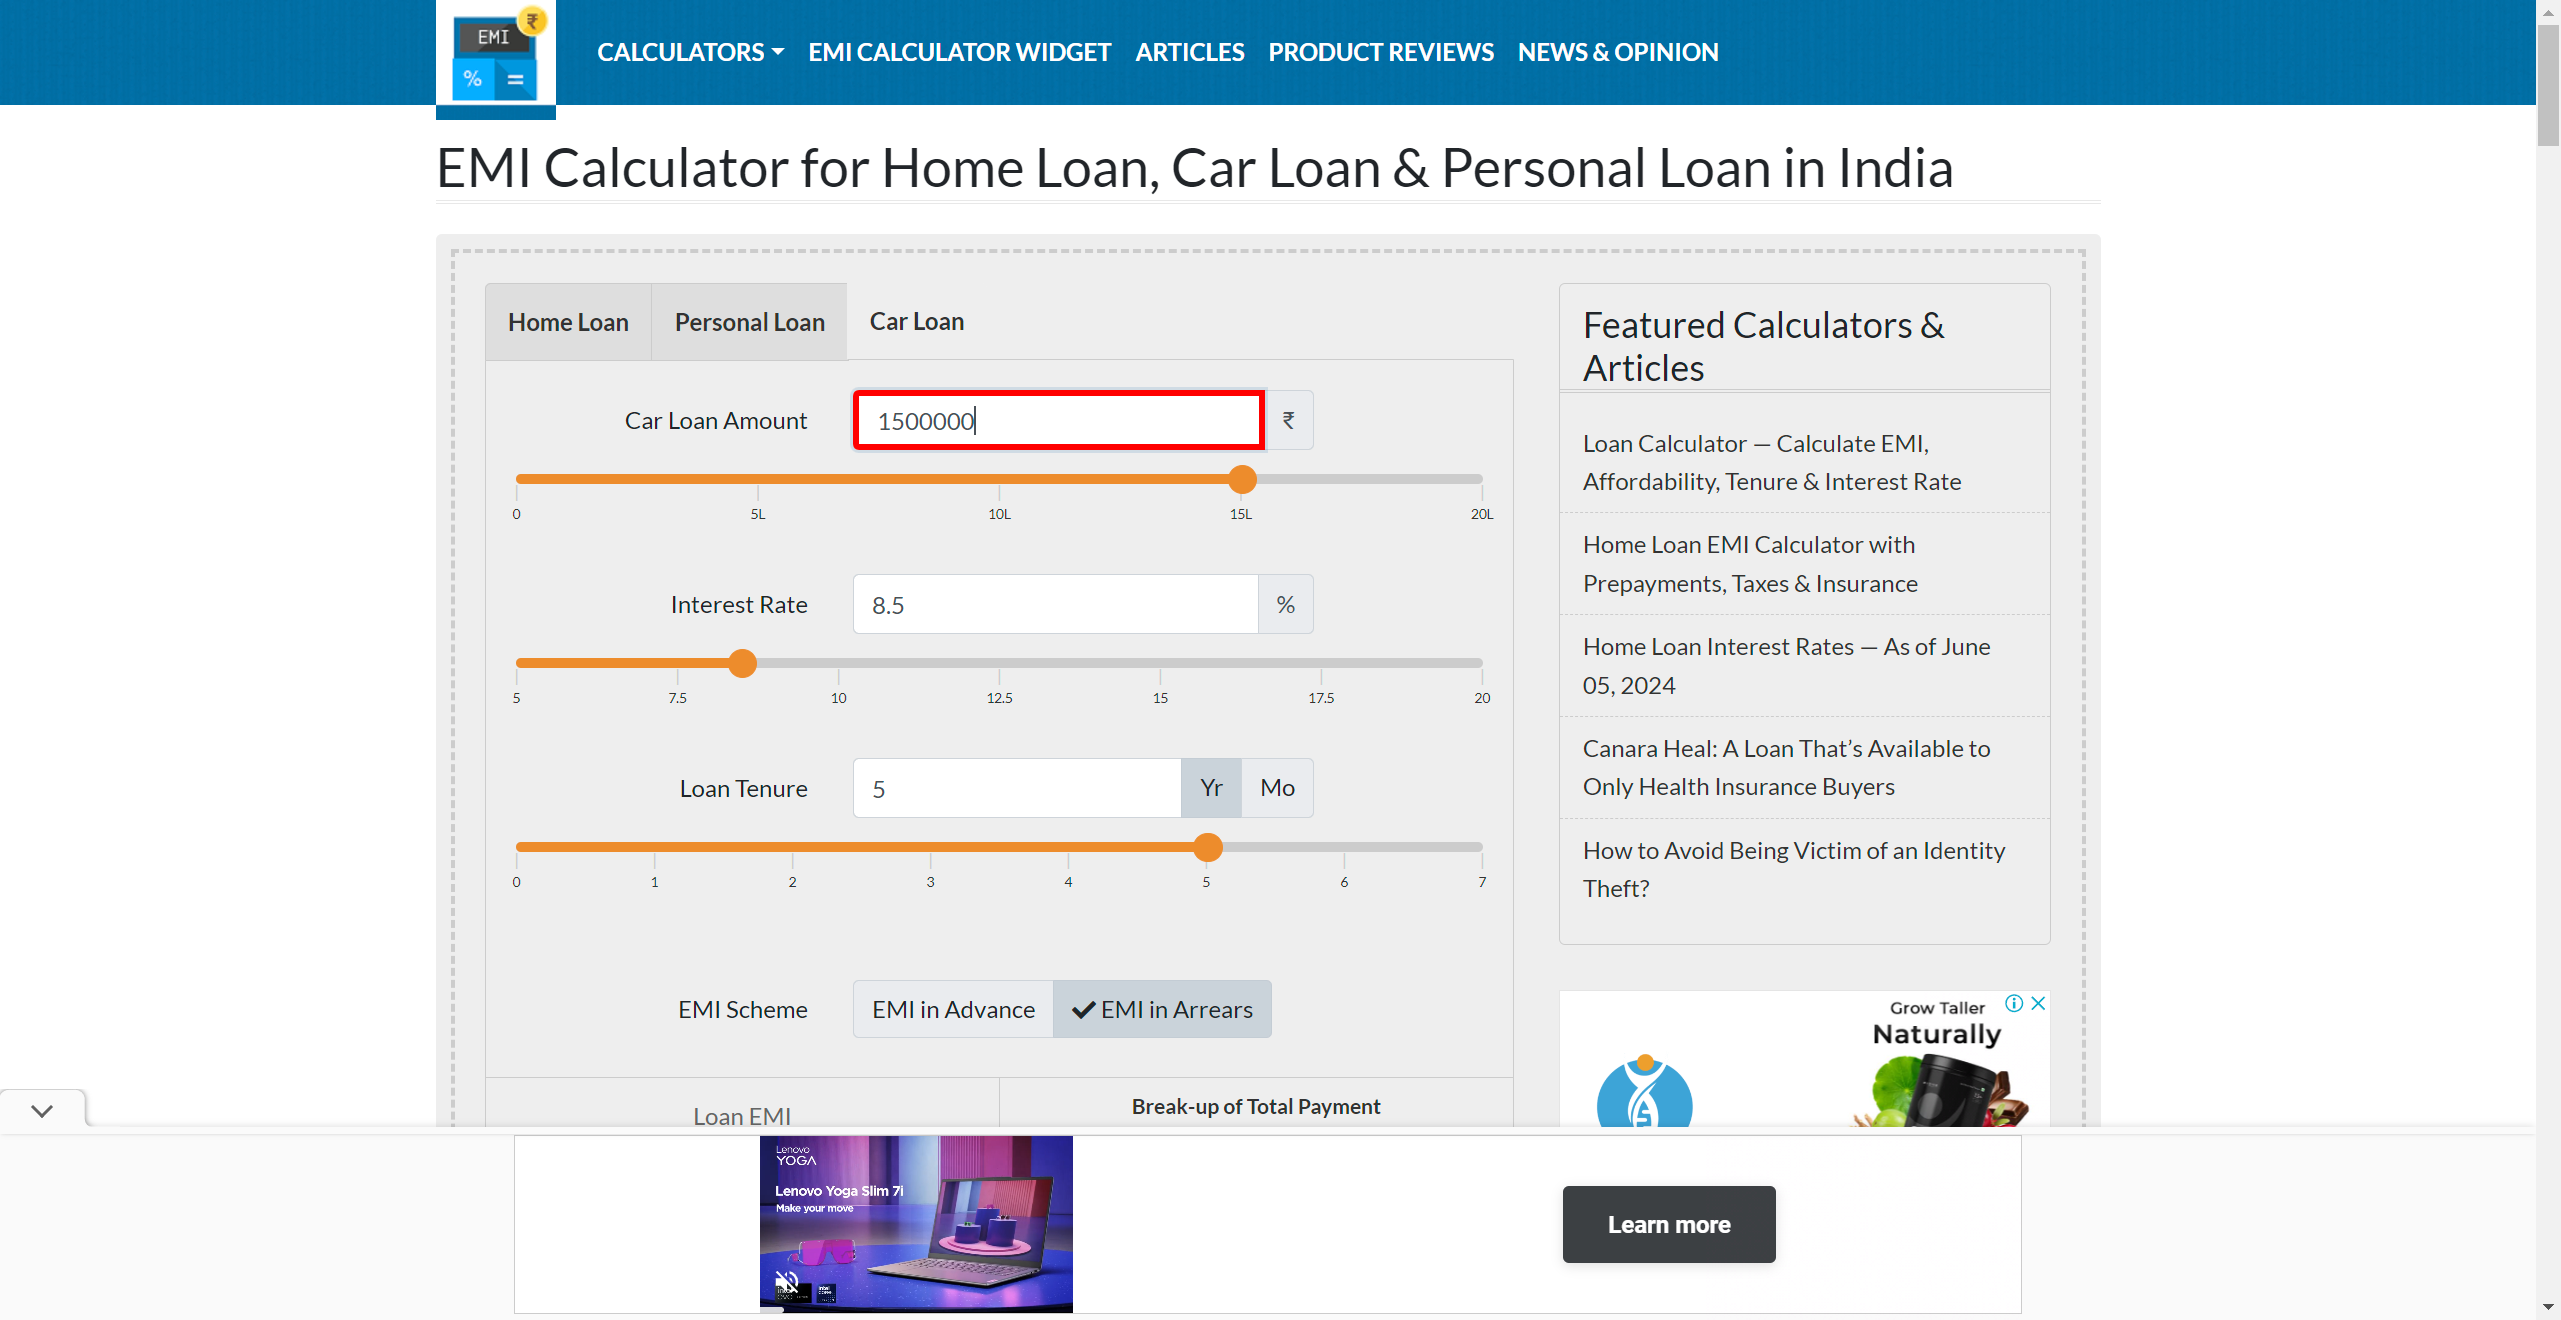 EMI
%
=
₹
CALCULATORS
EMI CALCULATOR WIDGET
ARTICLES
PRODUCT REVIEWS
NEWS & OPINION
EMI Calculator for Home Loan, Car Loan & Personal Loan in India
Home Loan
Personal Loan
Car Loan
Car Loan Amount
1500000
₹
0
5L
10L
15L
20L
Interest Rate
8.5
%
5
7.5
10
12.5
15
17.5
20
Loan Tenure
5
Yr
Mo
0
1
2
3
4
5
6
7
EMI Scheme
EMI in Advance
EMI in Arrears
Loan EMI
Break-up of Total Payment
Featured Calculators &
Articles
Loan Calculator — Calculate EMI,
Affordability, Tenure & Interest Rate
Home Loan EMI Calculator with
Prepayments, Taxes & Insurance
Home Loan Interest Rates — As of June
05, 2024
Canara Heal: A Loan That’s Available to
Only Health Insurance Buyers
How to Avoid Being Victim of an Identity
Theft?
Grow Taller
Naturally
Lenovo
YOGA
Lenovo Yoga Slim 7i
Make your move
Learn more